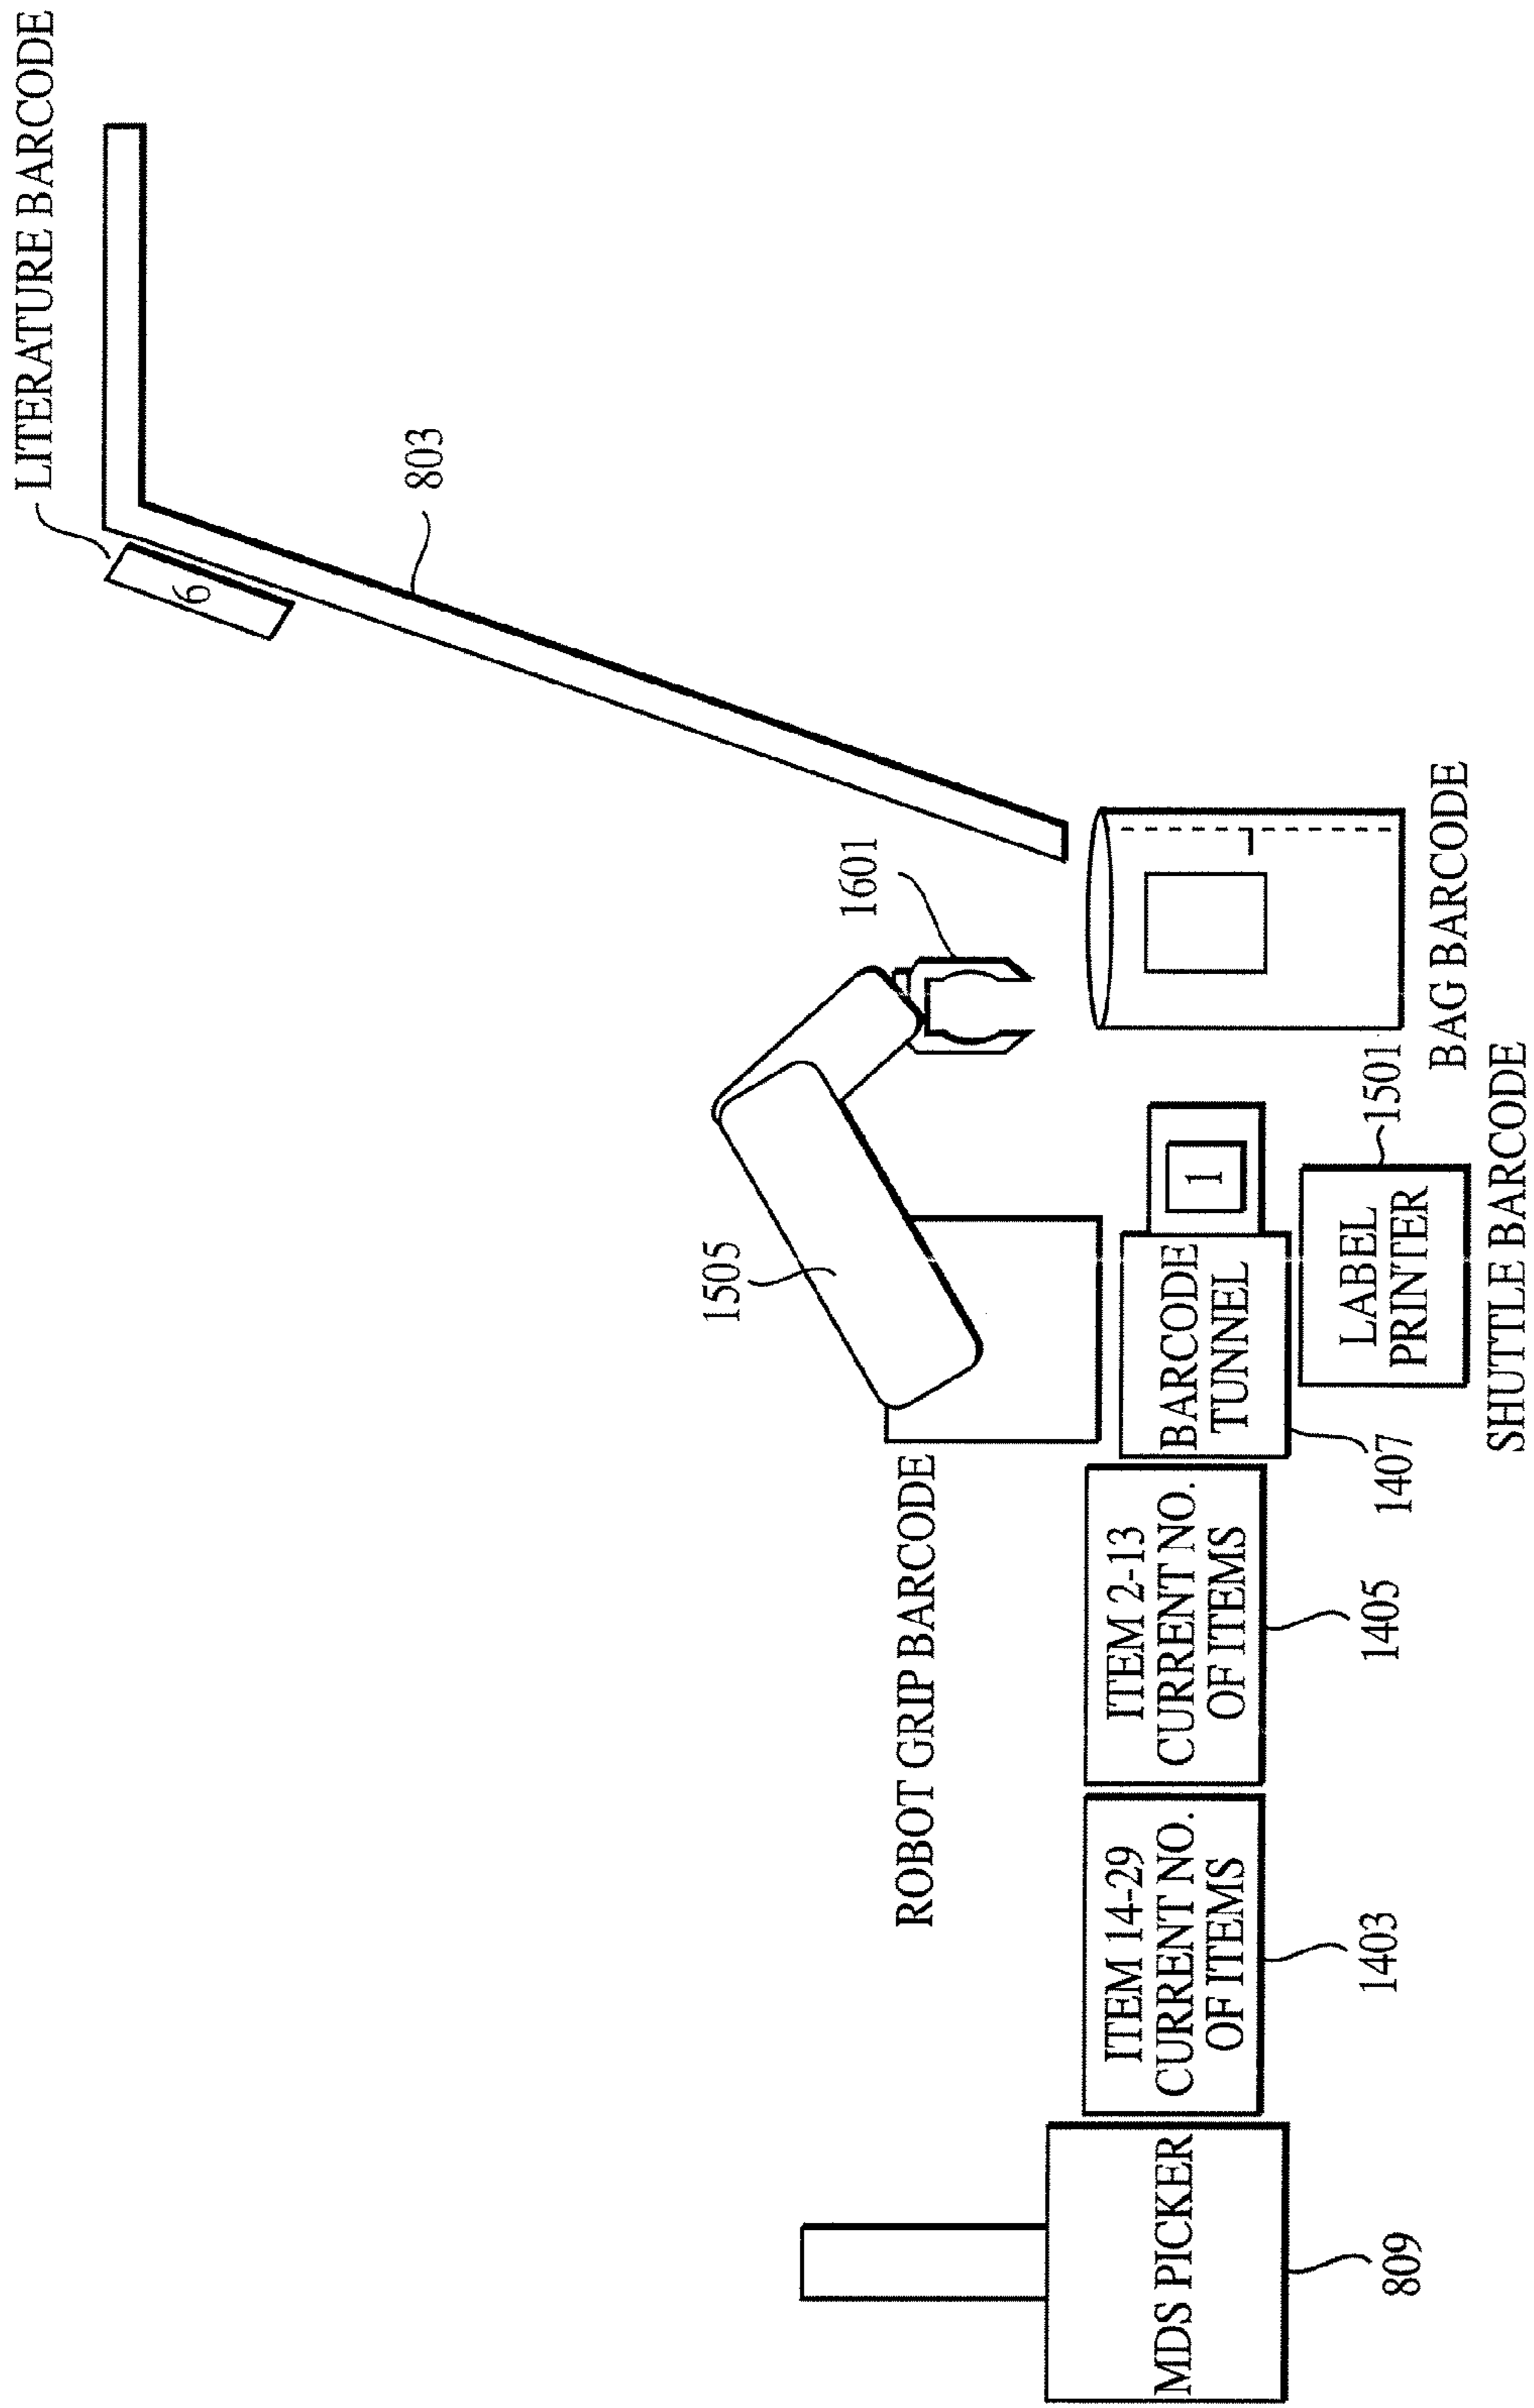 LITERATURE BARCODE
6
803
1505
1601
ROBOT GRIP BARCODE
MDS PICKER
809
ITEM 14-29
CURRENT NO.
OF ITEMS
1403
ITEM 2-13
CURRENT NO.
OF ITEMS
1405
BARCODE
TUNNEL
1407
1
LABEL
PRINTER
1501
BAG BARCODE
SHUTTLE BARCODE